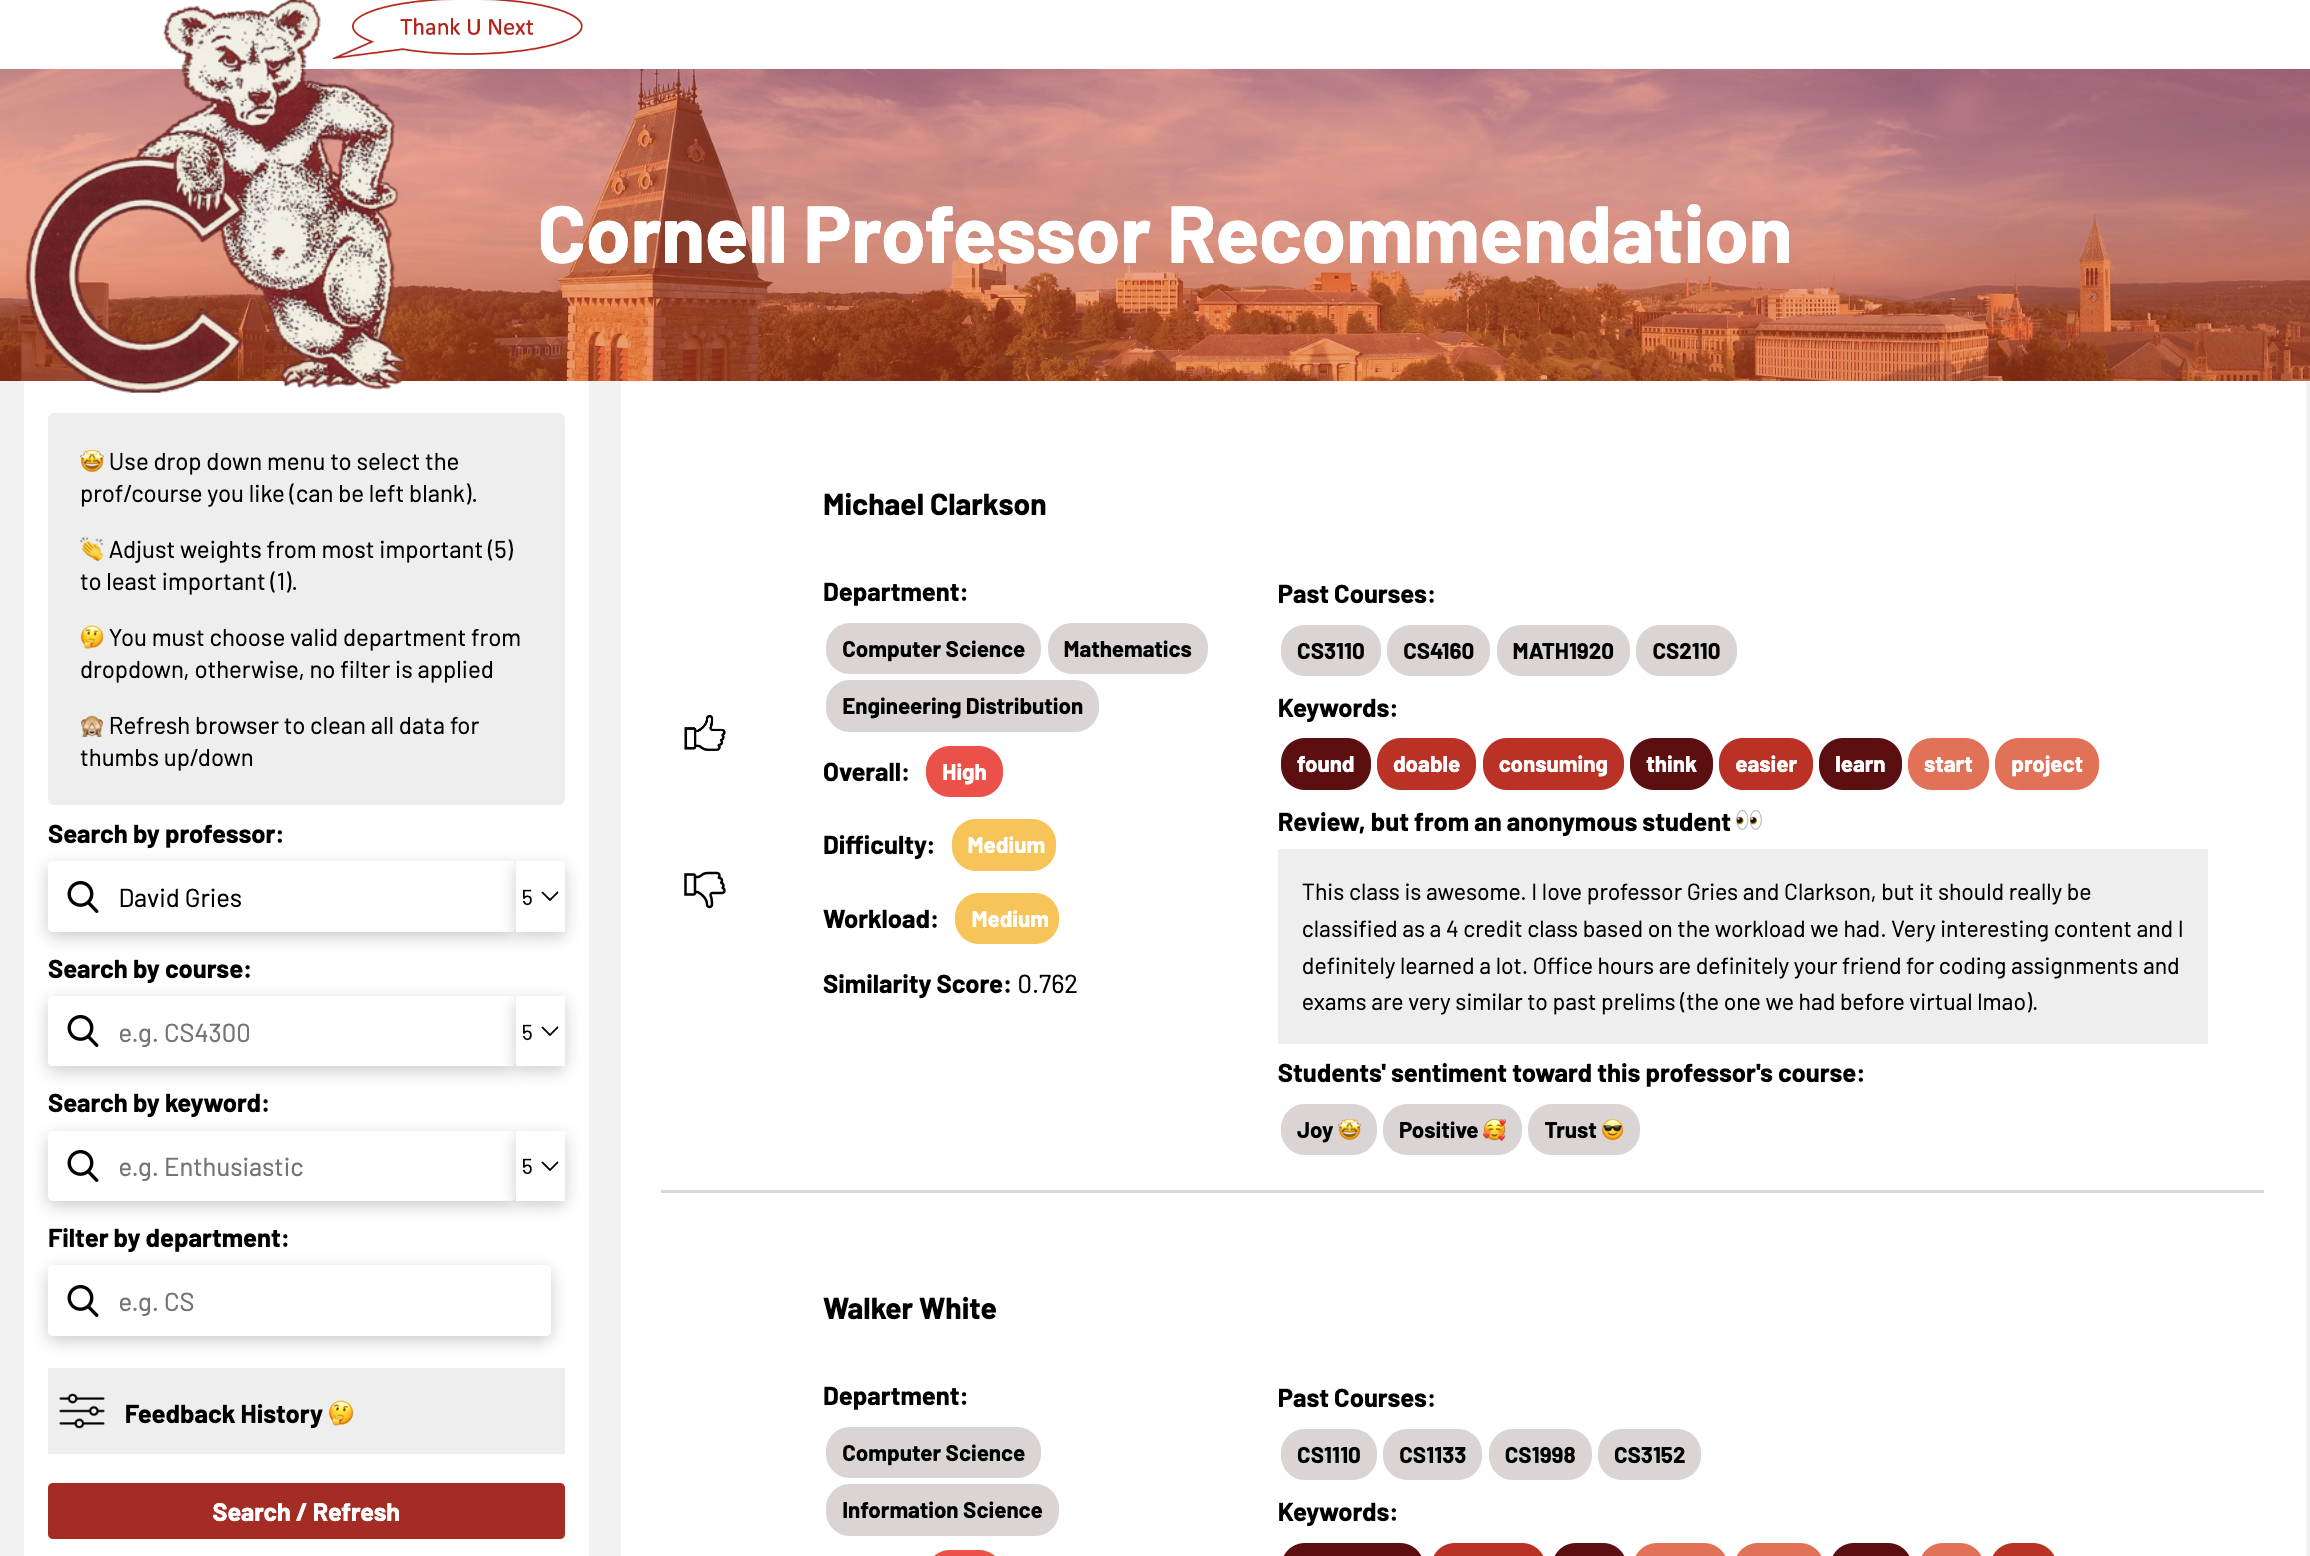 Thank U Next
Cornell Professor Recommendation
🤩 Use drop down menu to select the
prof/course you like (can be left blank).
👏 Adjust weights from most important (5)
to least important (1).
🤔 You must choose valid department from
dropdown, otherwise, no filter is applied
🙈 Refresh browser to clean all data for
thumbs up/down
Search by professor:
David Gries
5
Search by course:
e.g. CS4300
5
Search by keyword:
e.g. Enthusiastic
5
Filter by department:
e.g. CS
Feedback History 🤔
Search / Refresh
Michael Clarkson
Department:
Computer Science Mathematics
Engineering Distribution
Overall: High
Difficulty: Medium
Workload: Medium
Similarity Score: 0.762
Past Courses:
CS3110 CS4160 MATH1920 CS2110
Keywords:
found doable consuming think easier learn start project
Review, but from an anonymous student 👀
This class is awesome. I love professor Gries and Clarkson, but it should really be
classified as a 4 credit class based on the workload we had. Very interesting content and I
definitely learned a lot. Office hours are definitely your friend for coding assignments and
exams are very similar to past prelims (the one we had before virtual lmao).
Students' sentiment toward this professor's course:
Joy 🤩 Positive 🥰 Trust 😎
Walker White
Department:
Computer Science
Information Science
Past Courses:
CS1110 CS1133 CS1998 CS3152
Keywords: